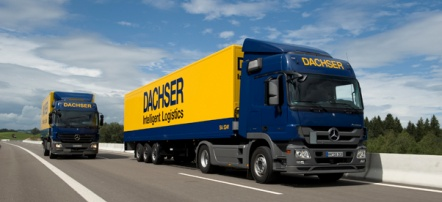 DACHSER
DACHSER
Intelligent Logistics
DACHSER